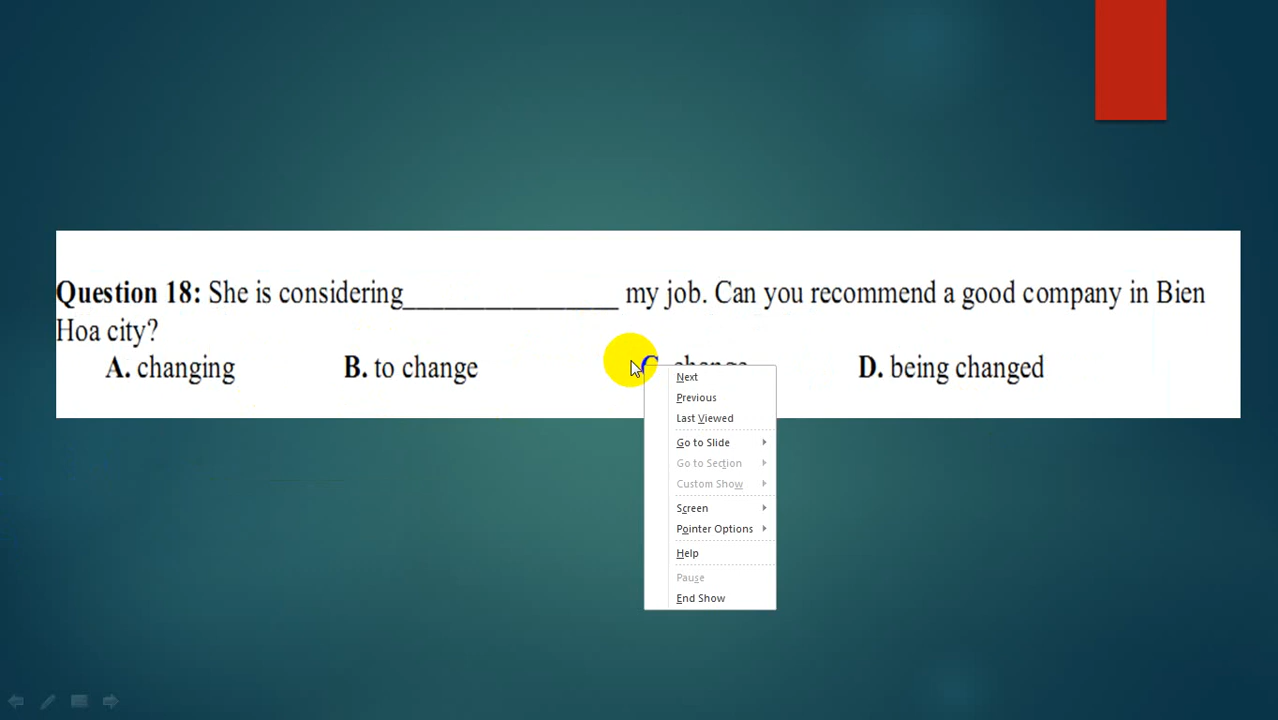 Question 18: She is considering________________ my job. Can you recommend a good company in Bien
Hoa city?
A. changing B. to change C. change D. being changed
Next
Previous
Last Viewed
Go to Slide
Go to Section
Custom Show
Screen
Pointer Options
Help
Pause
End Show